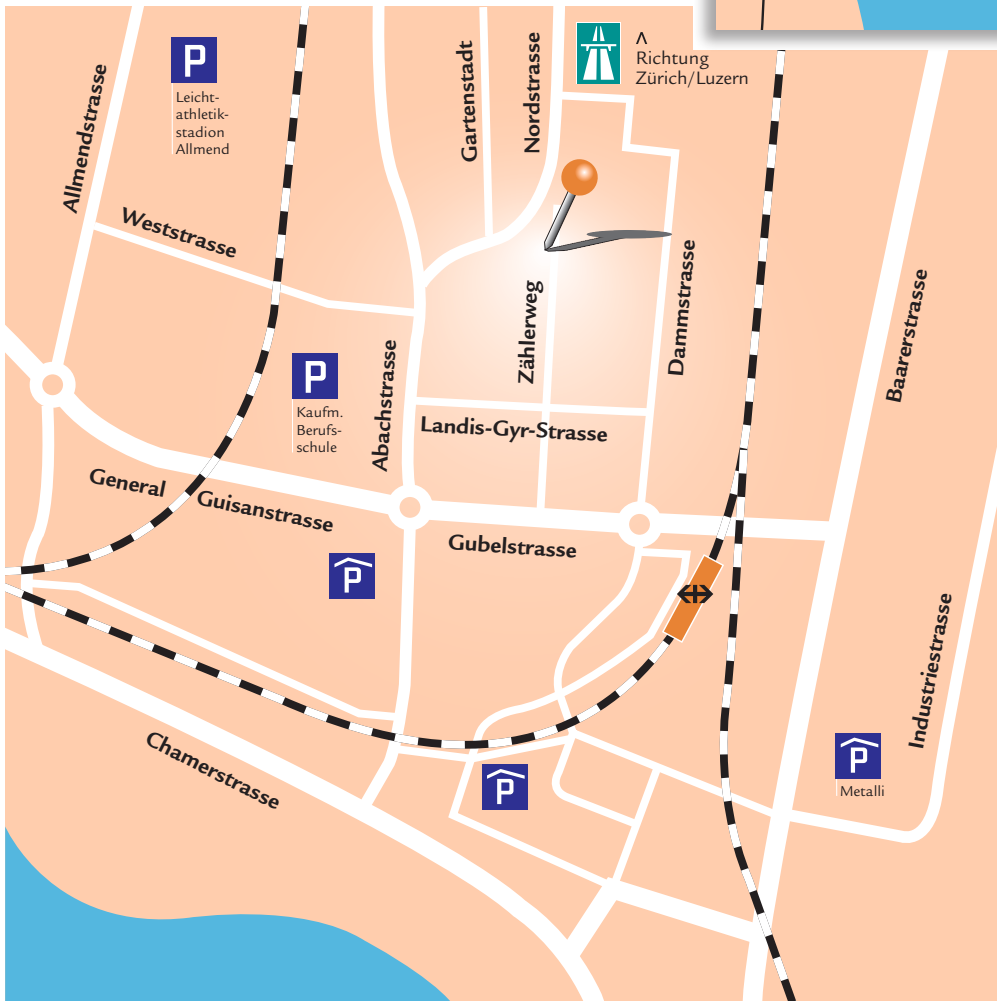 P
Leicht-
athletik-
stadion
Allmend
Allmendstrasse
Gartenstadt
Nordstrasse
Richtung
Zürich/Luzern
Weststrasse
Zählerweg
Dammstrasse
Baarerstrasse
P
Kaufm.
Berufs-
schule
Abachstrasse
Landis-Gyr-Strasse
General Guisanstrasse
Gubelstrasse
P
Industriestrasse
Chamerstrasse
P
P
Metalli